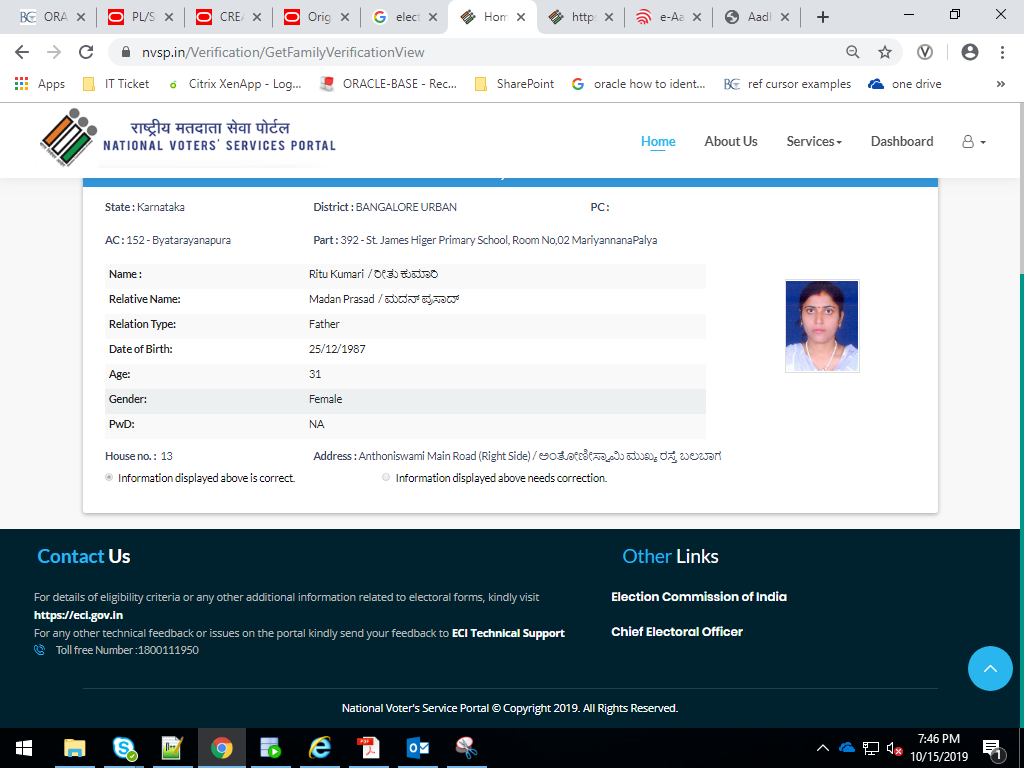 ORA
PL/S
CREA
Orig
elect
Hom
https
e-Aa
Aadh
nvsp.in/Verification/GetFamilyVerificationView
Apps IT Ticket Citrix XenApp - Log... ORACLE-BASE - Rec... SharePoint oracle how to ident... BC ref cursor examples one drive »
राष्ट्रीय मतदाता सेवा पोर्टल
NATIONAL VOTERS' SERVICES PORTAL
Home About Us Services Dashboard
State : Karnataka District : BANGALORE URBAN PC :
AC : 152 - Byatarayanapura Part : 392 - St. James Higer Primary School, Room No,02 MariyannanaPalya
Name : Ritu Kumari / ರೀತು ಕುಮಾರಿ
Relative Name: Madan Prasad / ಮದನ್ ಪ್ರಸಾದ್
Relation Type: Father
Date of Birth: 25/12/1987
Age: 31
Gender: Female
PwD: NA
House no. : 13 Address : Anthoniswami Main Road (Right Side) / ಅಂತೋಣಿಸ್ವಾಮಿ ಮುಖ್ಯ ರಸ್ತೆ ಬಲಬಾಗ
Information displayed above is correct. Information displayed above needs correction.
Contact Us
For details of eligibility criteria or any other additional information related to electoral forms, kindly visit
https://eci.gov.in
For any other technical feedback or issues on the portal kindly send your feedback to ECI Technical Support
Toll free Number :1800111950
Other Links
Election Commission of India
Chief Electoral Officer
National Voter's Service Portal © Copyright 2019. All Rights Reserved.
7:46 PM
10/15/2019
1